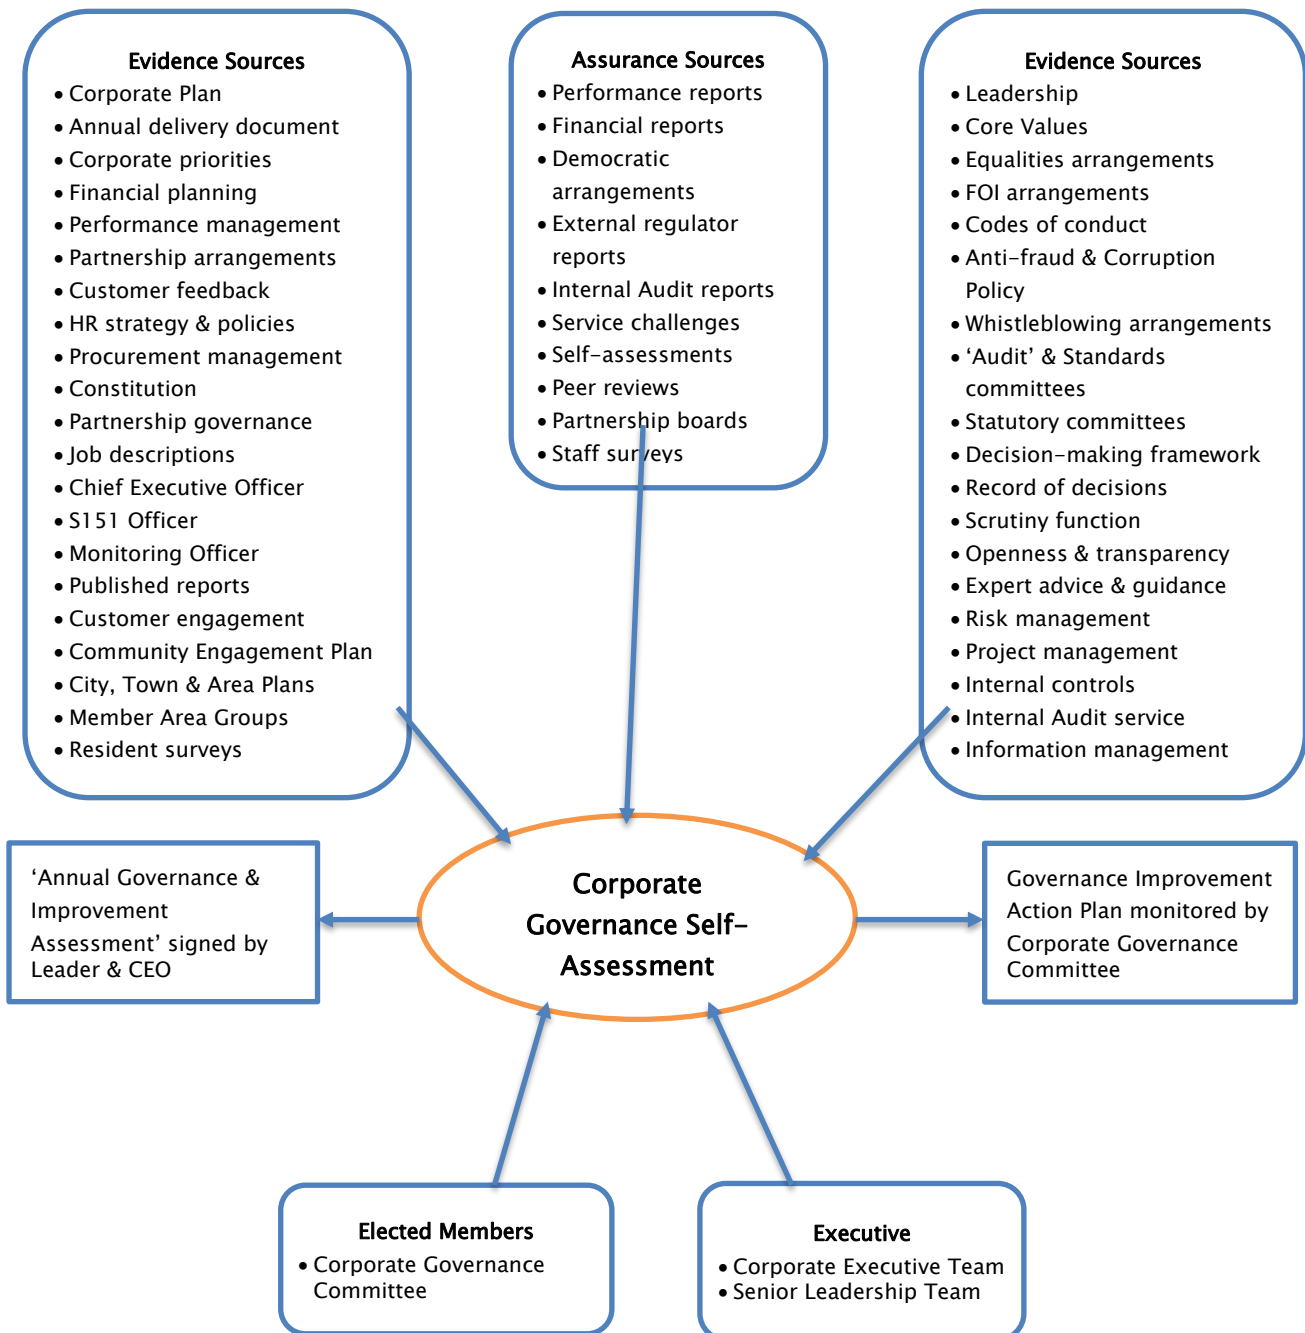 Evidence Sources
• Corporate Plan
• Annual delivery document
• Corporate priorities
• Financial planning
• Performance management
• Partnership arrangements
• Customer feedback
• HR strategy & policies
• Procurement management
• Constitution
• Partnership governance
• Job descriptions
• Chief Executive Officer
• S151 Officer
• Monitoring Officer
• Published reports
• Customer engagement
• Community Engagement Plan
• City, Town & Area Plans
• Member Area Groups
• Resident surveys
Assurance Sources
• Performance reports
• Financial reports
• Democratic
arrangements
• External regulator
reports
• Internal Audit reports
• Service challenges
• Self-assessments
• Peer reviews
• Partnership boards
• Staff surveys
Evidence Sources
• Leadership
• Core Values
• Equalities arrangements
• FOI arrangements
• Codes of conduct
• Anti-fraud & Corruption
Policy
• Whistleblowing arrangements
• ‘Audit’ & Standards
committees
• Statutory committees
• Decision-making framework
• Record of decisions
• Scrutiny function
• Openness & transparency
• Expert advice & guidance
• Risk management
• Project management
• Internal controls
• Internal Audit service
• Information management
‘Annual Governance &
Improvement
Assessment’ signed by
Leader & CEO
Corporate
Governance Self-
Assessment
Governance Improvement
Action Plan monitored by
Corporate Governance
Committee
Elected Members
• Corporate Governance
Committee
Executive
• Corporate Executive Team
• Senior Leadership Team